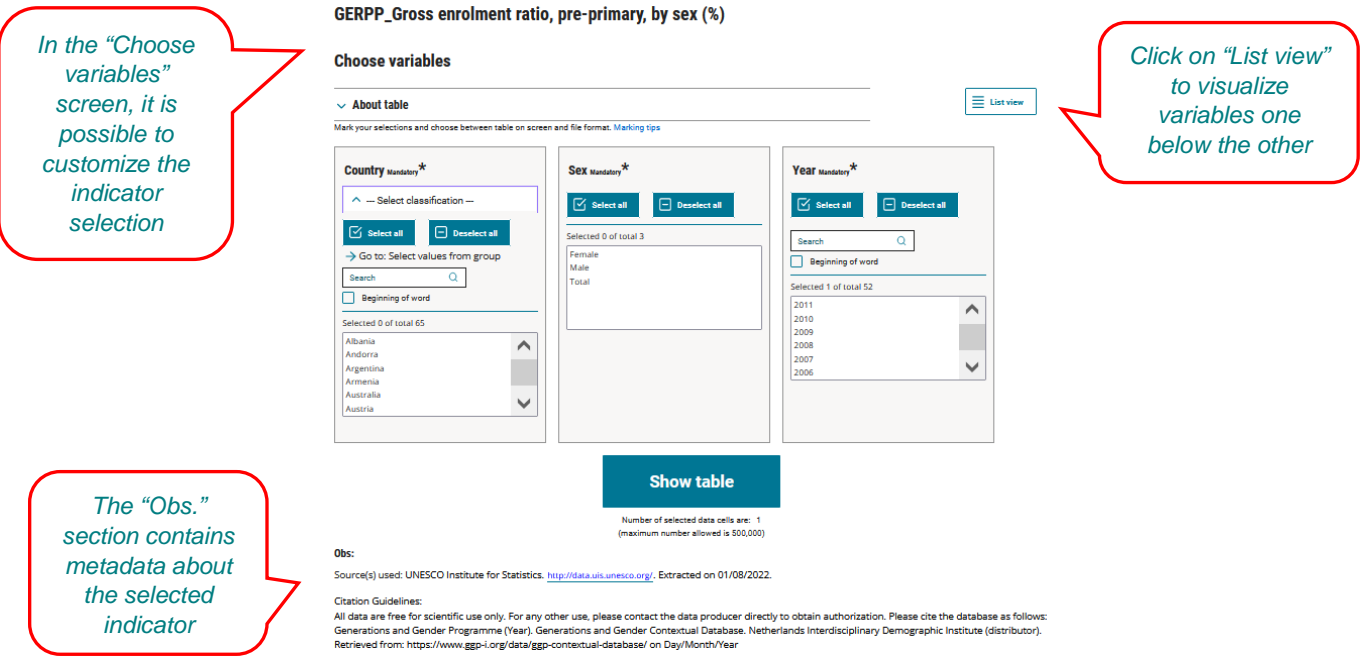 GERPP_Gross enrolment ratio, pre-primary, by sex (%)
In the “Choose
variables”
screen, it is
possible to
customize the
indicator
selection
Choose variables
About table
List view
Click on “List view”
to visualize
variables one
below the other
Mark your selections and choose between table on screen and file format. Marking tips
Country Mandatory*
— Select classification —
Select all
Deselect all
Go to: Select values from group
Search
Beginning of word
Selected 0 of total 65
Albania
Andorra
Argentina
Armenia
Australia
Austria
Sex Mandatory*
Select all
Deselect all
Selected 0 of total 3
Female
Male
Total
Year Mandatory*
Select all
Deselect all
Search
Beginning of word
Selected 1 of total 52
2011
2010
2009
2008
2007
2006
Show table
Number of selected data cells are: 1
(maximum number allowed is 500,000)
The “Obs.”
section contains
metadata about
the selected
indicator
Obs:
Source(s) used: UNESCO Institute for Statistics. http://data.uis.unesco.org/. Extracted on 01/08/2022.
Citation Guidelines:
All data are free for scientific use only. For any other use, please contact the data producer directly to obtain authorization. Please cite the database as follows:
Generations and Gender Programme (Year). Generations and Gender Contextual Database. Netherlands Interdisciplinary Demographic Institute (distributor).
Retrieved from: https://www.ggp-i.org/data/ggp-contextual-database/ on Day/Month/Year